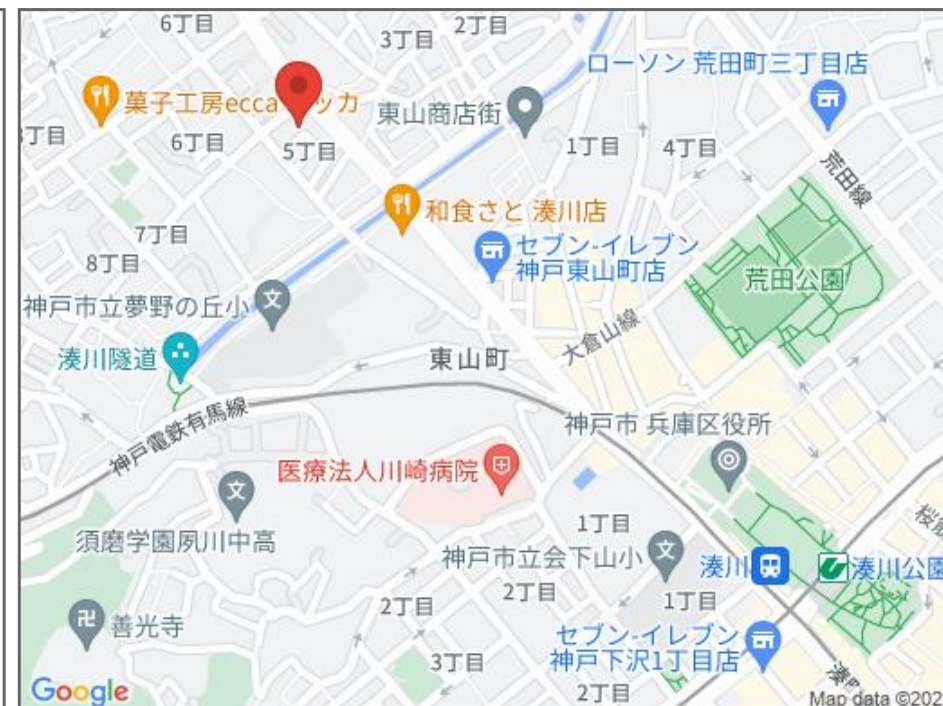 6丁目
3丁目
2丁目
ローソン 荒田町三丁目店
菓子工房ecca
ッカ
東山商店街
丁目
6丁目
5丁目
1丁目
4丁目
荒田線
和食さと 湊川店
7丁目
8丁目
セブン-イレブン
神戸東山町店
荒田公園
神戸市立夢野の丘小
湊川隧道
東山町
大倉山線
神戸電鉄有馬線
神戸市 兵庫区役所
医療法人川崎病院
須磨学園夙川中高
1丁目
神戸市立会下山小
湊川
湊川公園
2丁目
2丁目
1丁目
善光寺
3丁目
セブン-イレブン
神戸下沢1丁目店
2丁目
Google
Map data ©202